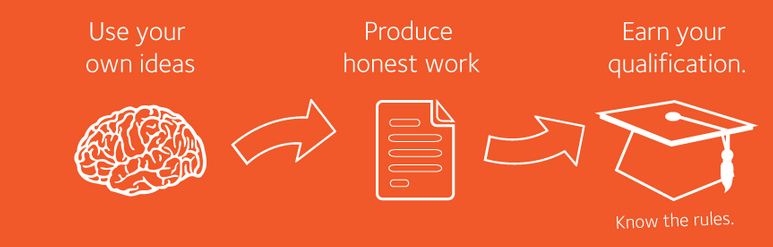 Use your
own ideas
Produce
honest work
Earn your
qualification.
Know the rules.